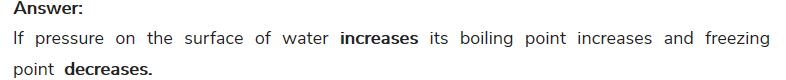 Answer:
If pressure on the surface of water increases its boiling point increases and freezing
point decreases.